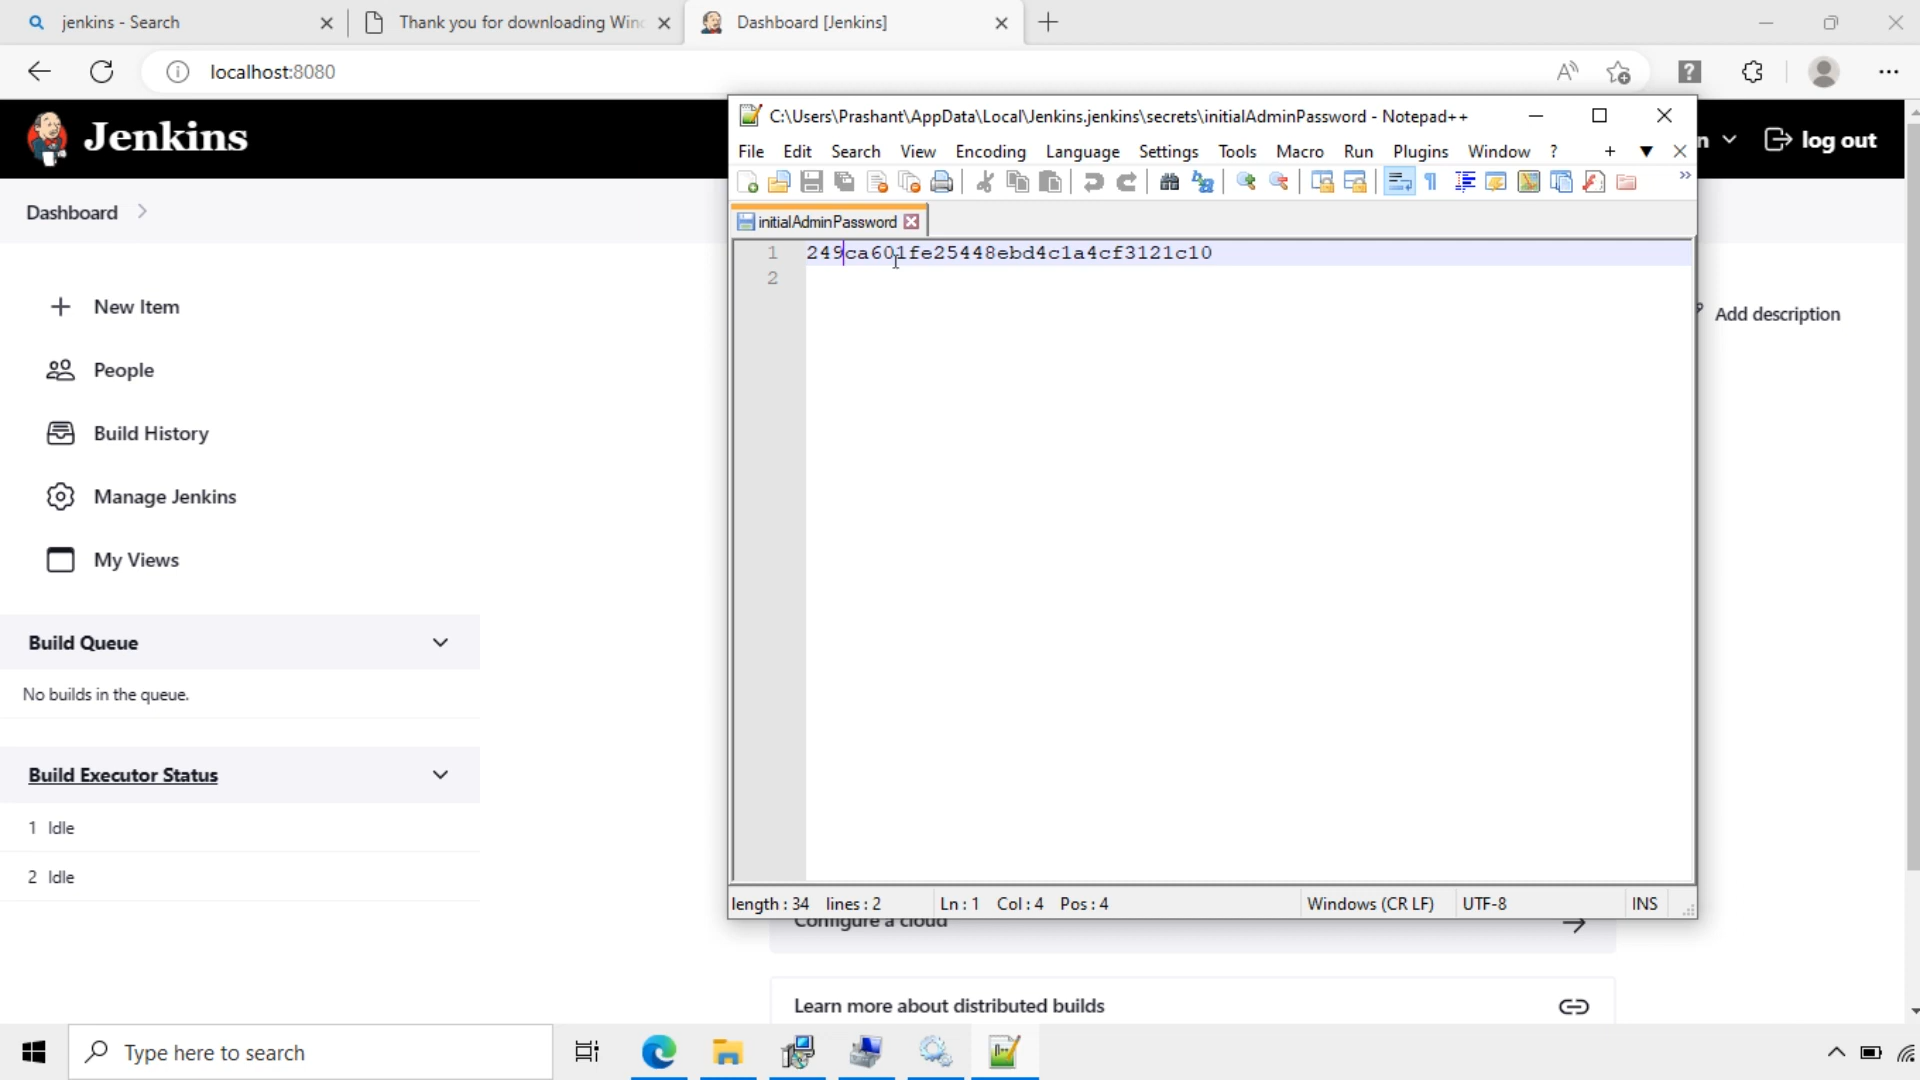 jenkins - Search
Thank you for downloading Win
Dashboard [Jenkins]
localhost:8080
Jenkins
log out
C:\Users\Prashant\AppData\Local\Jenkins.jenkins\secrets\initialAdminPassword - Notepad++
File Edit Search View Encoding Language Settings Tools Macro Run Plugins Window ?
initialAdminPassword
1 249ca601fe25448ebd4c1a4cf3121c10
2
Dashboard
New Item
People
Build History
Manage Jenkins
My Views
Add description
Build Queue
No builds in the queue.
Build Executor Status
1 Idle
2 Idle
length : 34 lines : 2 Ln : 1 Col : 4 Pos : 4 Windows (CR LF) UTF-8 INS
Configure a cloud
Learn more about distributed builds
Type here to search